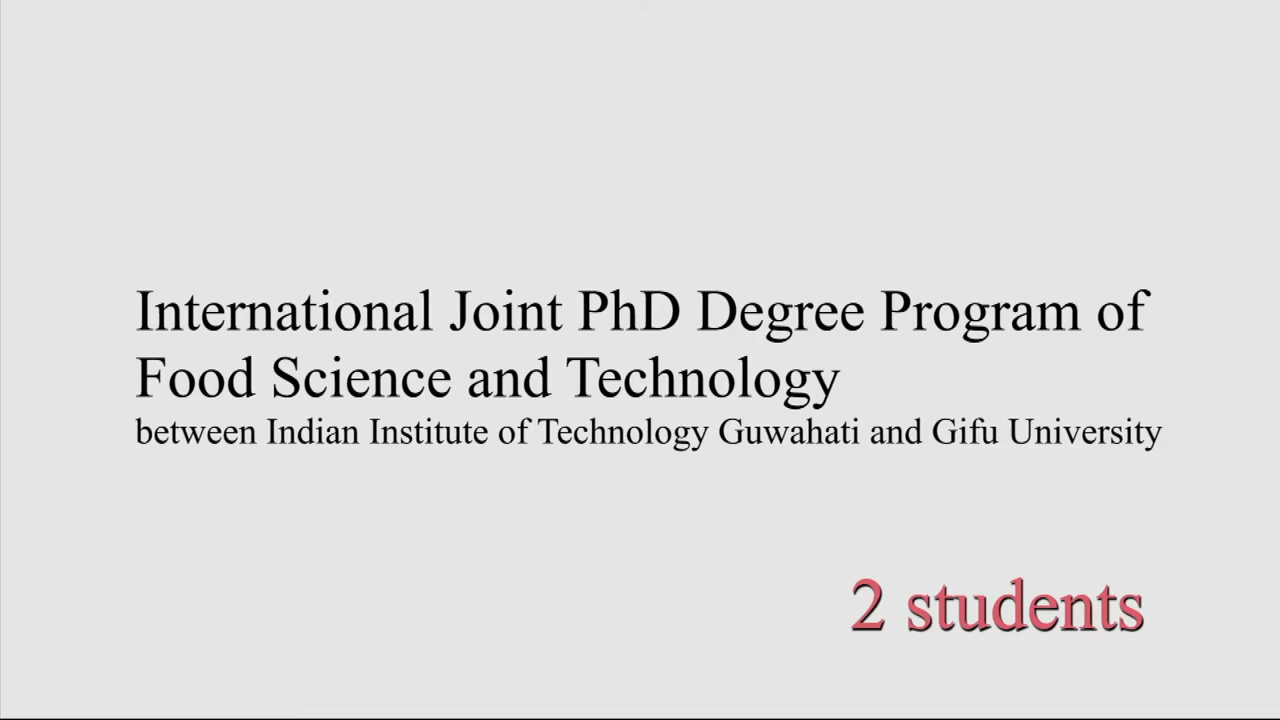 International Joint PhD Degree Program of
Food Science and Technology
between Indian Institute of Technology Guwahati and Gifu University
2 students